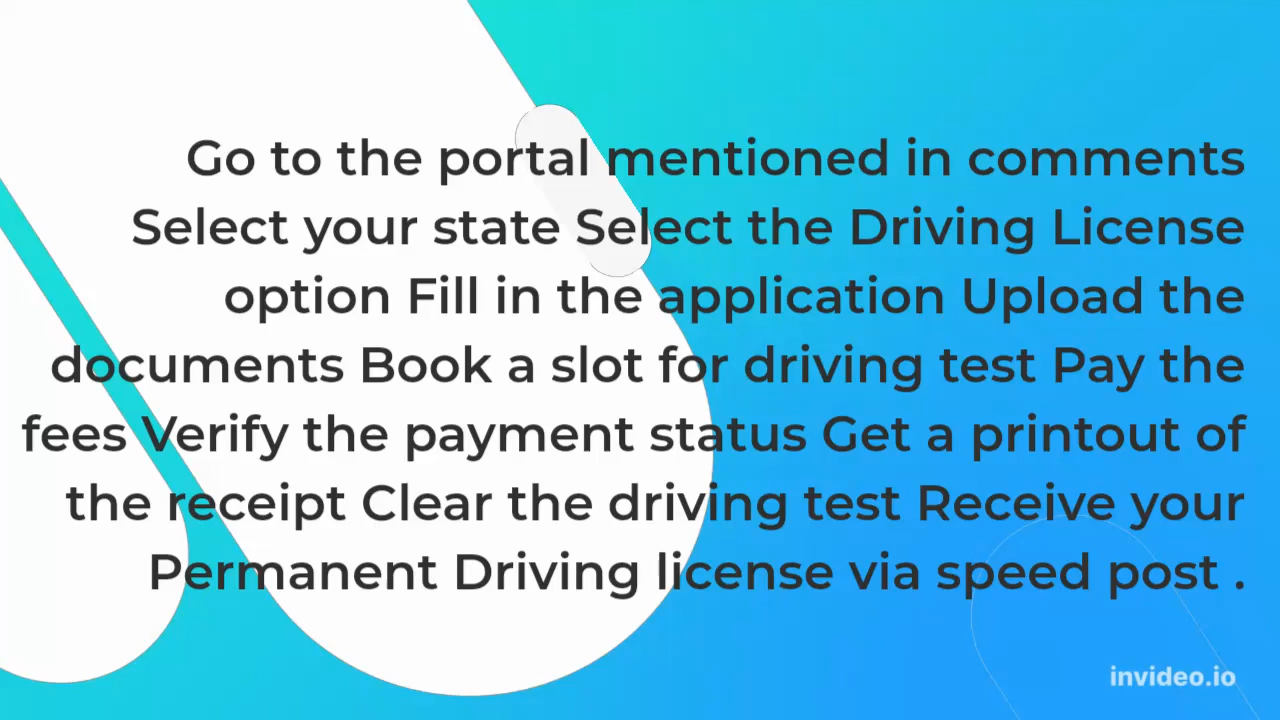 Go to the portal mentioned in comments
Select your state Select the Driving License
option Fill in the application Upload the
documents Book a slot for driving test Pay the
fees Verify the payment status Get a printout of
the receipt Clear the driving test Receive your
Permanent Driving license via speed post .
invideo.io